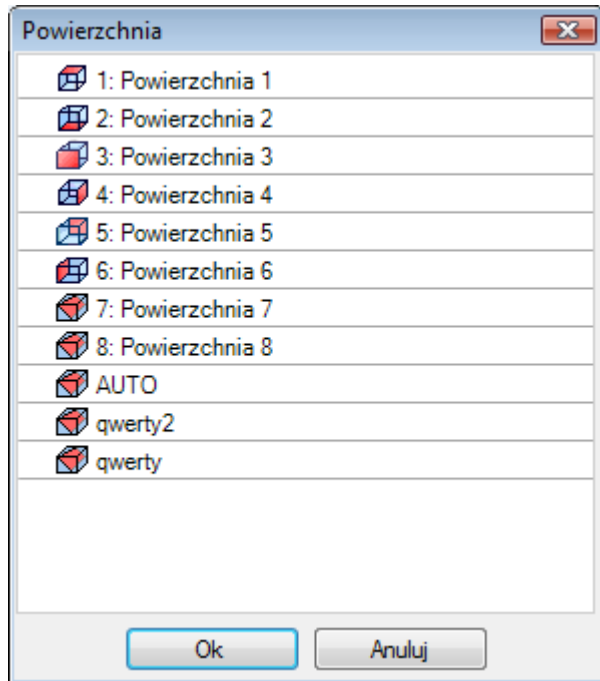 Powierzchnia
1: Powierzchnia 1
2: Powierzchnia 2
3: Powierzchnia 3
4: Powierzchnia 4
5: Powierzchnia 5
6: Powierzchnia 6
7: Powierzchnia 7
8: Powierzchnia 8
AUTO
qwerty2
qwerty
Ok Anuluj